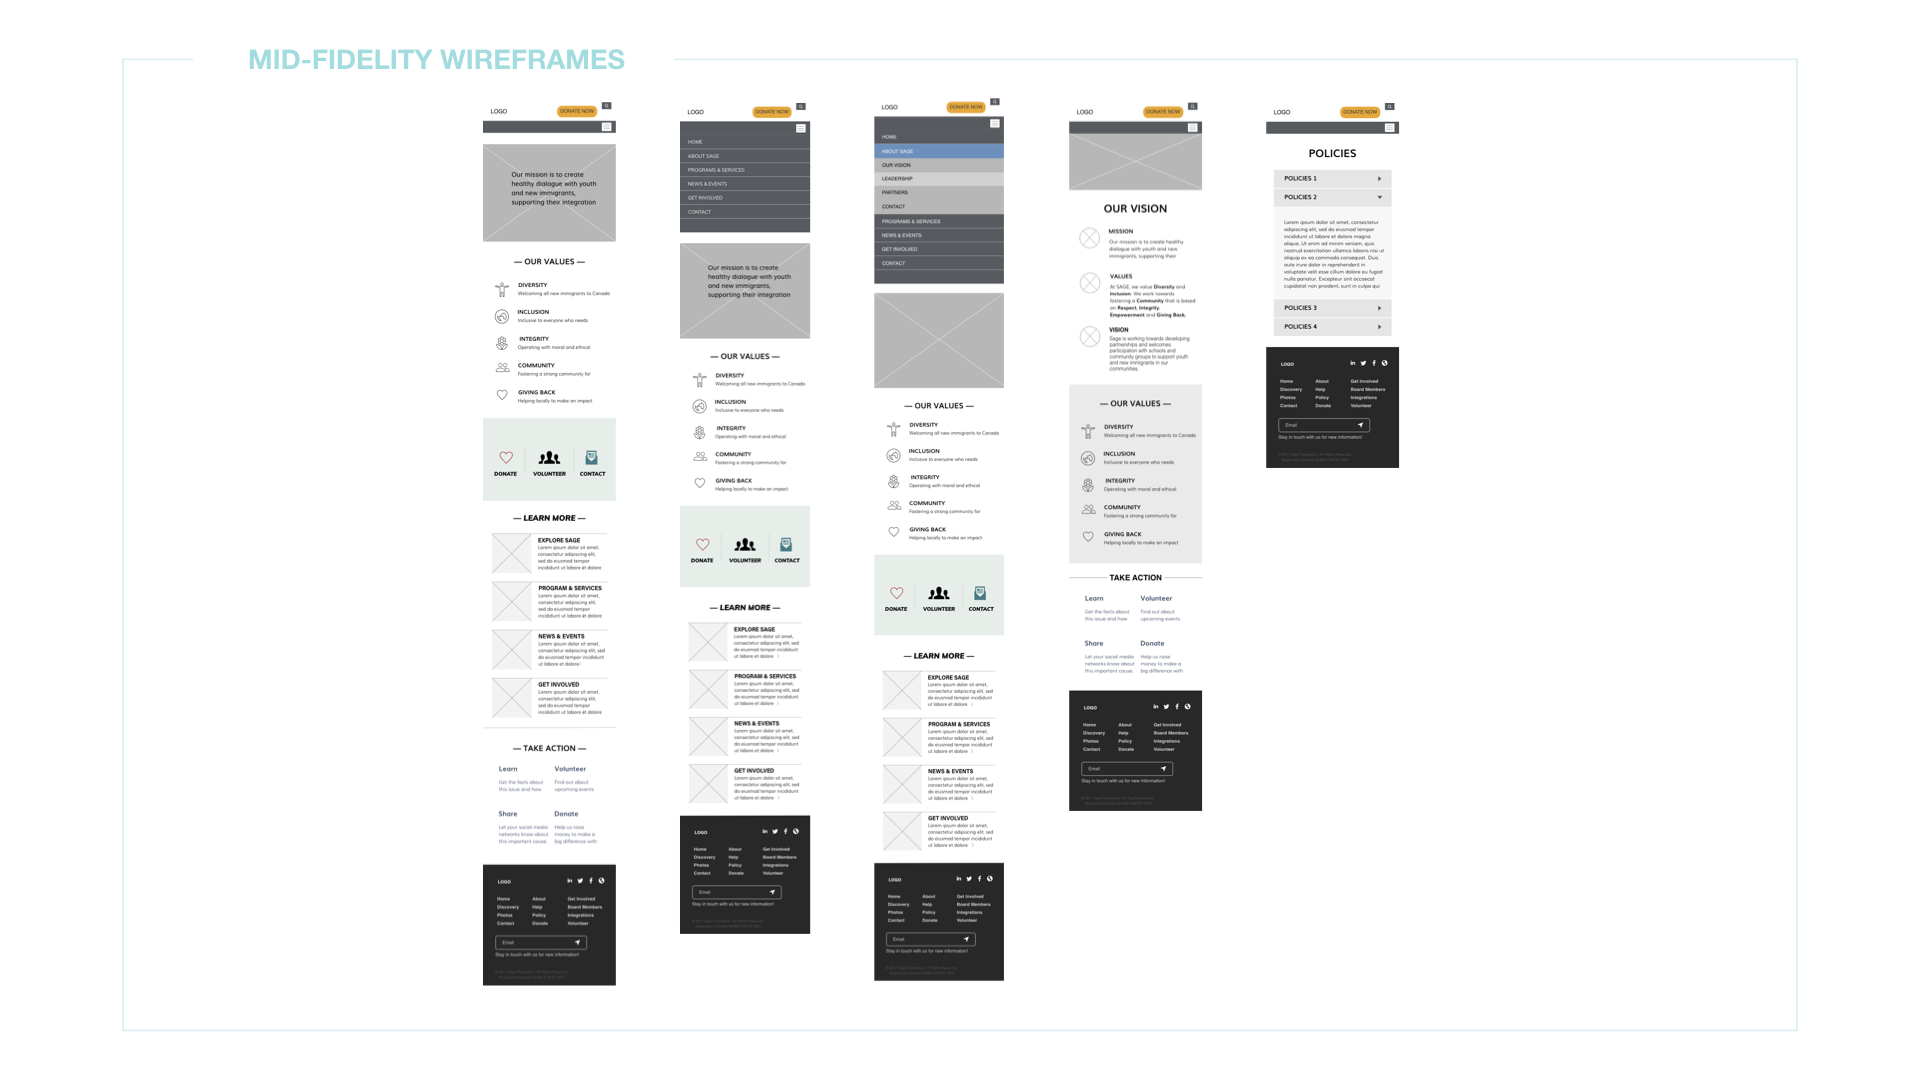 MID-FIDELITY WIREFRAMES
LOGO
DONATE NOW
Our mission is to create
healthy dialogue with youth
and new immigrants,
supporting their integration
— OUR VALUES —
DIVERSITY
Welcoming all new immigrants to Canada
INCLUSION
Inclusive to everyone who needs
INTEGRITY
Operating with moral and ethical
COMMUNITY
Fostering a strong community for
GIVING BACK
Helping locally to make an impact
DONATE VOLUNTEER CONTACT
— LEARN MORE —
EXPLORE SAGE
Lorem ipsum dolor sit amet,
consectetur adipiscing elit,
sed do eiusmod tempor
incididunt ut labore et dolore
PROGRAM & SERVICES
Lorem ipsum dolor sit amet,
consectetur adipiscing elit,
sed do eiusmod tempor
incididunt ut labore et dolore
NEWS & EVENTS
Lorem ipsum dolor sit amet,
consectetur adipiscing elit, sed
do eiusmod tempor incididunt
ut labore et dolore
GET INVOLVED
Lorem ipsum dolor sit amet,
consectetur adipiscing elit,
sed do eiusmod tempor
incididunt ut labore et dolore
— TAKE ACTION —
Learn
Get the facts about
this issue and how
Volunteer
Find out about
upcoming events
Share
Let your social media
networks know about
this important cause.
Donate
Help us raise
money to make a
big difference with
LOGO
Home About Get Involved
Discovery Help Board Members
Photos Policy Integrations
Contact Donate Volunteer
Email
Stay in touch with us for new information!
LOGO
DONATE NOW
HOME
ABOUT SAGE
PROGRAMS & SERVICES
NEWS & EVENTS
GET INVOLVED
CONTACT
Our mission is to create
healthy dialogue with youth
and new immigrants,
supporting their integration
— OUR VALUES —
DIVERSITY
Welcoming all new immigrants to Canada
INCLUSION
Inclusive to everyone who needs
INTEGRITY
Operating with moral and ethical
COMMUNITY
Fostering a strong community for
GIVING BACK
Helping locally to make an impact
DONATE VOLUNTEER CONTACT
— LEARN MORE —
EXPLORE SAGE
Lorem ipsum dolor sit amet,
consectetur adipiscing elit, sed
do eiusmod tempor incididunt
ut labore et dolore
PROGRAM & SERVICES
Lorem ipsum dolor sit amet,
consectetur adipiscing elit, sed
do eiusmod tempor incididunt
ut labore et dolore
NEWS & EVENTS
Lorem ipsum dolor sit amet,
consectetur adipiscing elit, sed
do eiusmod tempor incididunt
ut labore et dolore
GET INVOLVED
Lorem ipsum dolor sit amet,
consectetur adipiscing elit, sed
do eiusmod tempor incididunt
ut labore et dolore
LOGO
Home About Get Involved
Discovery Help Board Members
Photos Policy Integrations
Contact Donate Volunteer
Email
Stay in touch with us for new information!
LOGO
DONATE NOW
HOME
ABOUT SAGE
OUR VISION
LEADERSHIP
PARTNERS
CONTACT
PROGRAMS & SERVICES
NEWS & EVENTS
GET INVOLVED
CONTACT
— OUR VALUES —
DIVERSITY
Welcoming all new immigrants to Canada
INCLUSION
Inclusive to everyone who needs
INTEGRITY
Operating with moral and ethical
COMMUNITY
Fostering a strong community for
GIVING BACK
Helping locally to make an impact
DONATE VOLUNTEER CONTACT
— LEARN MORE —
EXPLORE SAGE
Lorem ipsum dolor sit amet,
consectetur adipiscing elit, sed
do eiusmod tempor incididunt
ut labore et dolore
PROGRAM & SERVICES
Lorem ipsum dolor sit amet,
consectetur adipiscing elit, sed
do eiusmod tempor incididunt
ut labore et dolore
NEWS & EVENTS
Lorem ipsum dolor sit amet,
consectetur adipiscing elit, sed
do eiusmod tempor incididunt
ut labore et dolore
GET INVOLVED
Lorem ipsum dolor sit amet,
consectetur adipiscing elit, sed
do eiusmod tempor incididunt
ut labore et dolore
LOGO
Home About Get Involved
Discovery Help Board Members
Photos Policy Integrations
Contact Donate Volunteer
Email
Stay in touch with us for new information!
LOGO
DONATE NOW
OUR VISION
MISSION
Our mission is to create healthy
dialogue with youth and new
immigrants, supporting their
VALUES
At SAGE, we value Diversity and
Inclusion. We work towards
fostering a Community that is based
on Respect, Integrity,
Empowerment and Giving Back.
VISION
Sage is working towards developing
partnerships and welcomes
participation with schools and
community groups to support youth
and new immigrants in our
communities.
— OUR VALUES —
DIVERSITY
Welcoming all new immigrants to Canada
INCLUSION
Inclusive to everyone who needs
INTEGRITY
Operating with moral and ethical
COMMUNITY
Fostering a strong community for
GIVING BACK
Helping locally to make an impact
TAKE ACTION
Learn
Get the facts about
this issue and how
Volunteer
Find out about
upcoming events
Share
Let your social media
networks know about
this important cause.
Donate
Help us raise
money to make a
big difference with
LOGO
Home About Get Involved
Discovery Help Board Members
Photos Policy Integrations
Contact Donate Volunteer
Email
Stay in touch with us for new information!
LOGO
DONATE NOW
POLICIES
POLICIES 1
POLICIES 2
Lorem ipsum dolor sit amet, consectetur
adipiscing elit, sed do eiusmod tempor
incididunt ut labore et dolore magna
aliqua. Ut enim ad minim veniam, quis
nostrud exercitation ullamco laboris nisi ut
aliquip ex ea commodo consequat. Duis
aute irure dolor in reprehenderit in
voluptate velit esse cillum dolore eu fugiat
nulla pariatur. Excepteur sint occaecat
cupidatat non proident, sunt in culpa qui
POLICIES 3
POLICIES 4
LOGO
Home About Get Involved
Discovery Help Board Members
Photos Policy Integrations
Contact Donate Volunteer
Email
Stay in touch with us for new information!